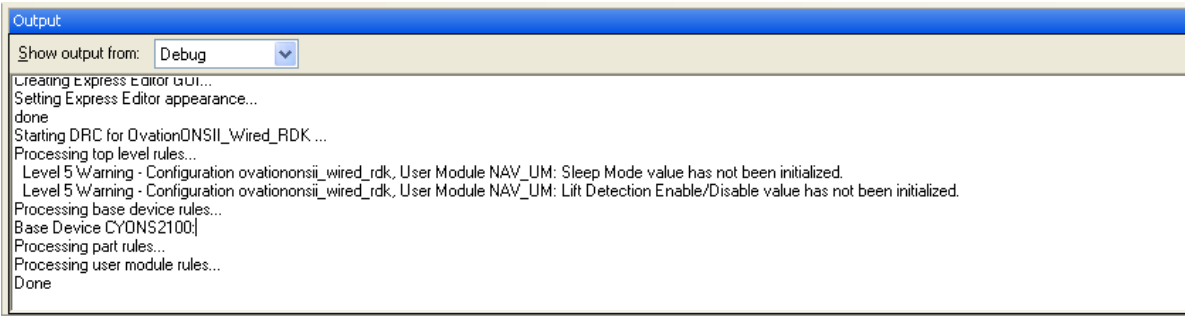 Output
Show output from: Debug
Creating Express Editor GUI...
Setting Express Editor appearance...
done
Starting DRC for OvationONSII_Wired_RDK ...
Processing top level rules...
Level 5 Warning - Configuration ovationonsii_wired_rdk, User Module NAV_UM: Sleep Mode value has not been initialized.
Level 5 Warning - Configuration ovationonsii_wired_rdk, User Module NAV_UM: Lift Detection Enable/Disable value has not been initialized.
Processing base device rules...
Base Device CYONS2100:
Processing part rules...
Processing user module rules...
Done